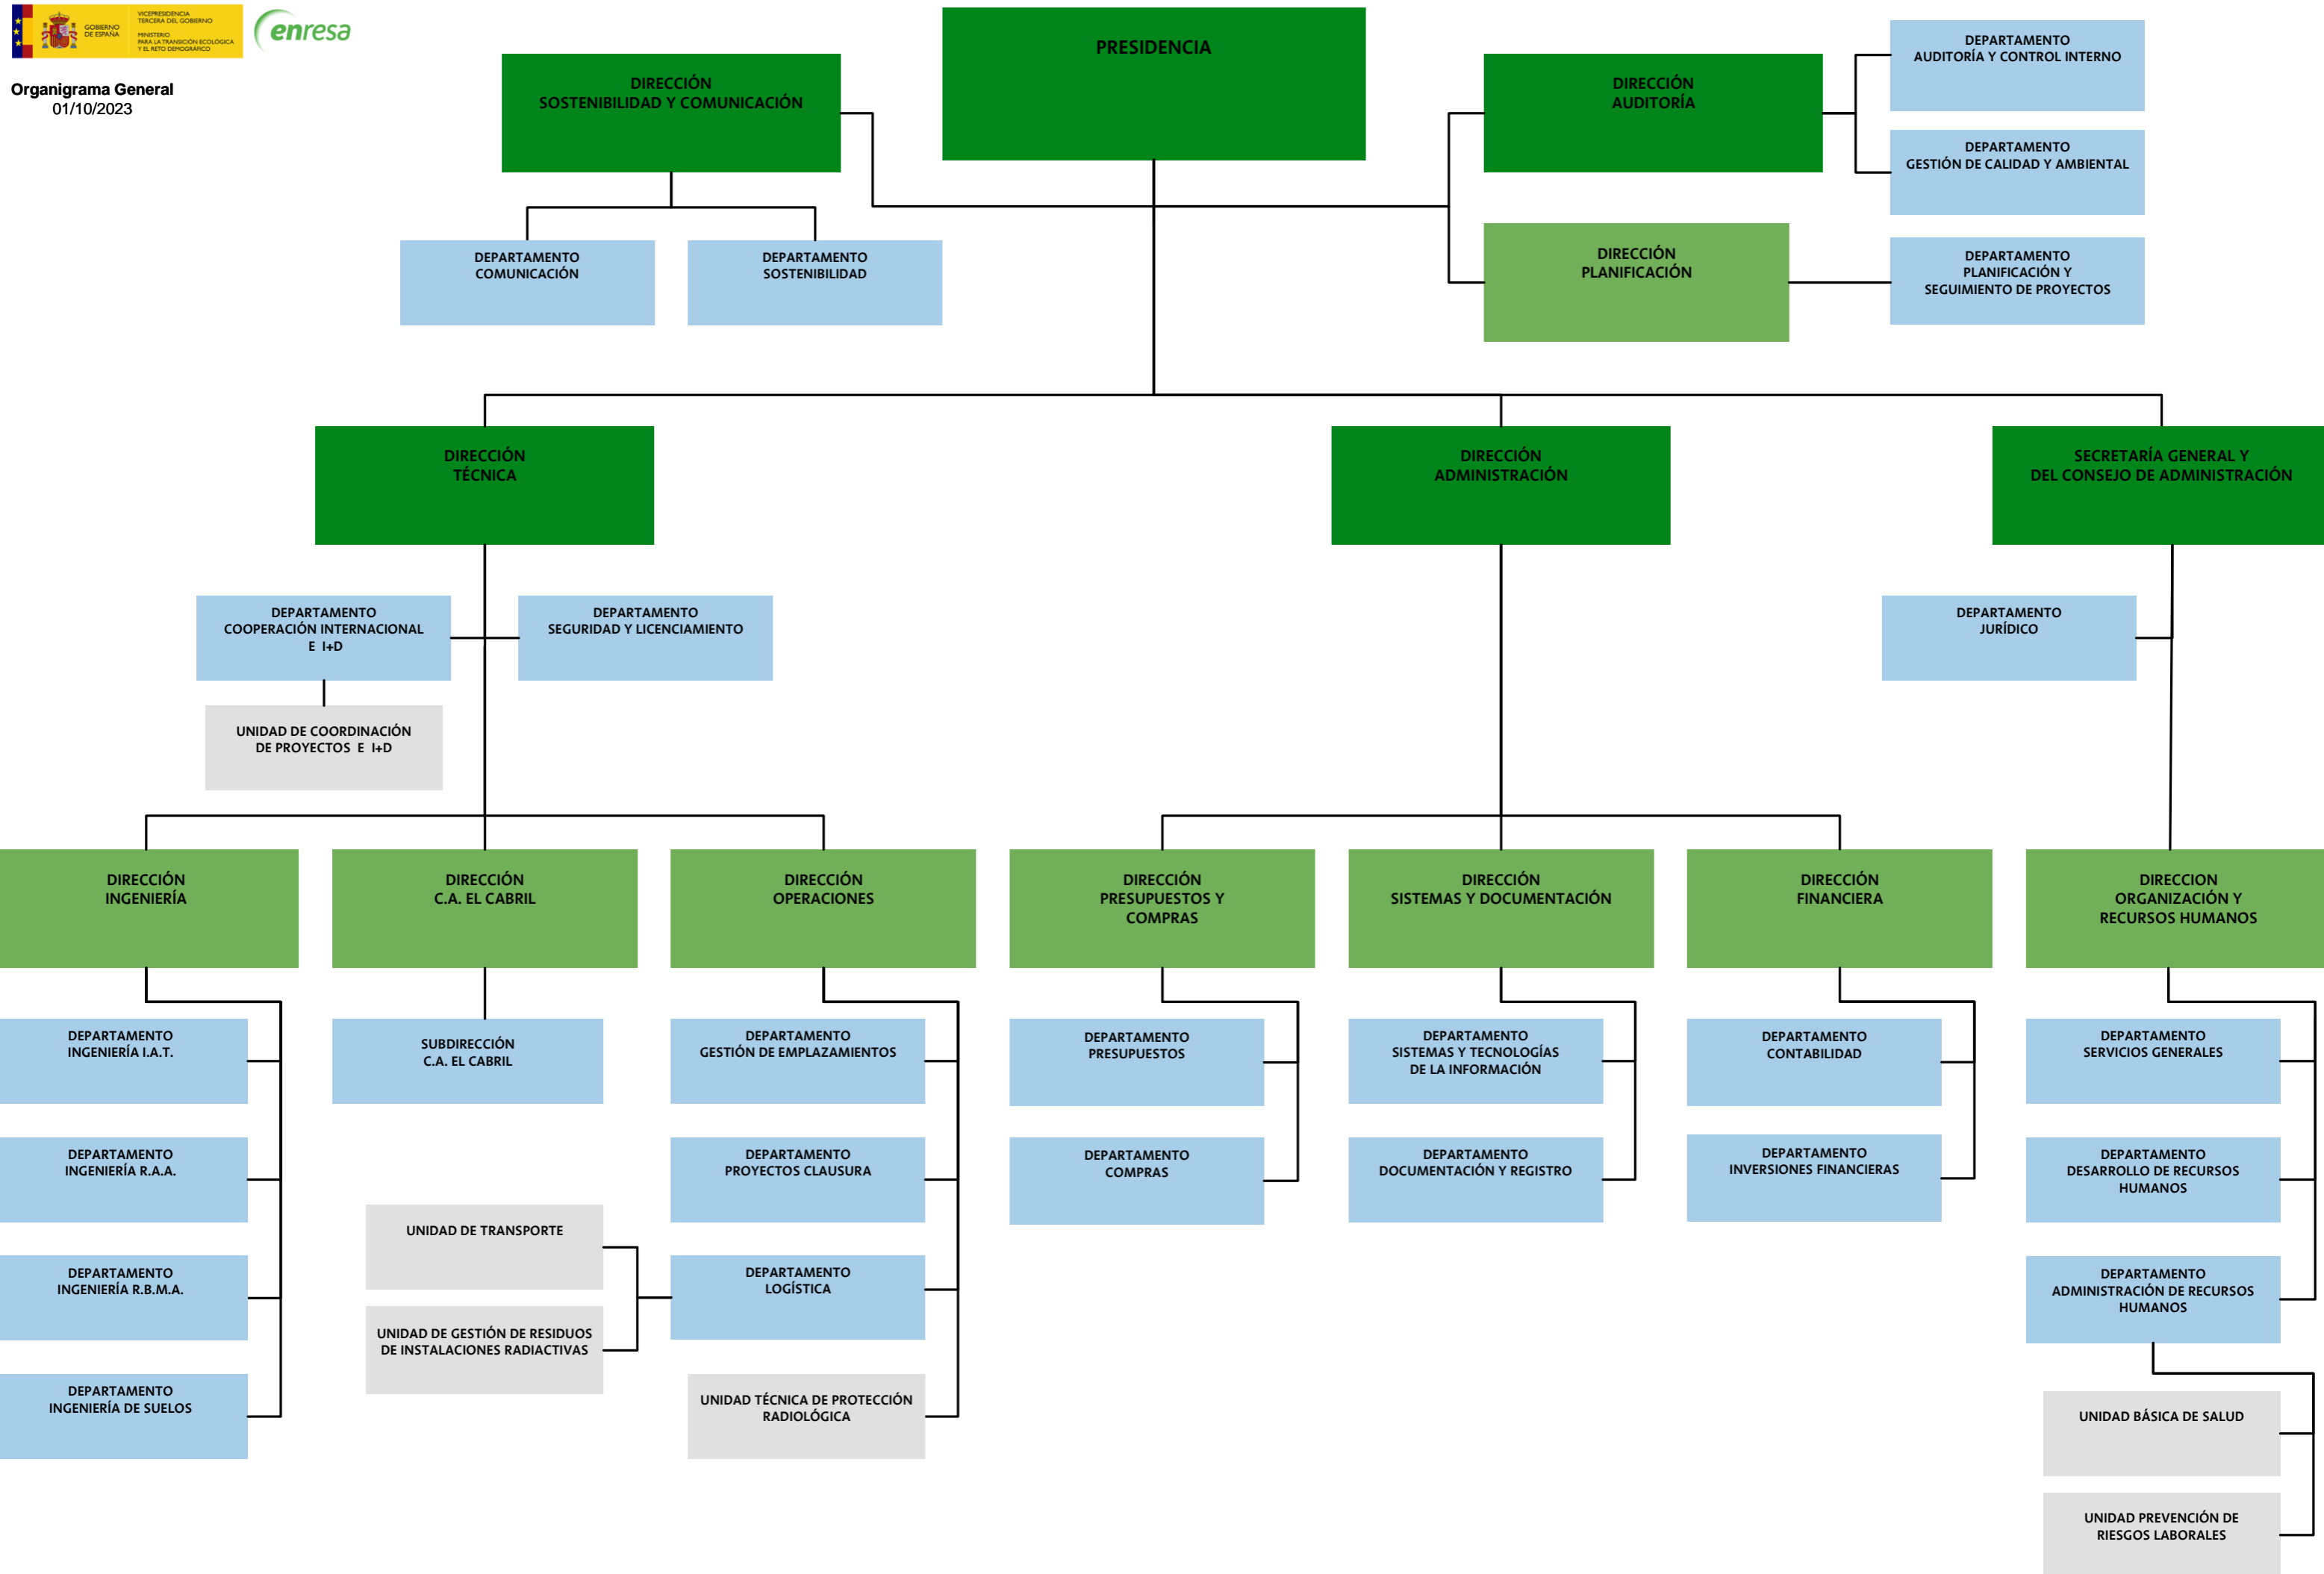 GOBIERNO
DE ESPAÑA
VICEPRESIDENCIA
TERCERA DEL GOBIERNO
MINISTERIO
PARA LA TRANSICIÓN ECOLÓGICA
Y EL RETO DEMOGRÁFICO
enresa
Organigrama General
01/10/2023
PRESIDENCIA
DIRECCIÓN
SOSTENIBILIDAD Y COMUNICACIÓN
DIRECCIÓN
AUDITORÍA
DEPARTAMENTO
AUDITORÍA Y CONTROL INTERNO
DEPARTAMENTO
GESTIÓN DE CALIDAD Y AMBIENTAL
DEPARTAMENTO
COMUNICACIÓN
DEPARTAMENTO
SOSTENIBILIDAD
DIRECCIÓN
PLANIFICACIÓN
DEPARTAMENTO
PLANIFICACIÓN Y
SEGUIMIENTO DE PROYECTOS
DIRECCIÓN
TÉCNICA
DIRECCIÓN
ADMINISTRACIÓN
SECRETARÍA GENERAL Y
DEL CONSEJO DE ADMINISTRACIÓN
DEPARTAMENTO
COOPERACIÓN INTERNACIONAL
E I+D
DEPARTAMENTO
SEGURIDAD Y LICENCIAMIENTO
DEPARTAMENTO
JURÍDICO
UNIDAD DE COORDINACIÓN
DE PROYECTOS E I+D
DIRECCIÓN
INGENIERÍA
DIRECCIÓN
C.A. EL CABRIL
DIRECCIÓN
OPERACIONES
DIRECCIÓN
PRESUPUESTOS Y
COMPRAS
DIRECCIÓN
SISTEMAS Y DOCUMENTACIÓN
DIRECCIÓN
FINANCIERA
DIRECCION
ORGANIZACIÓN Y
RECURSOS HUMANOS
DEPARTAMENTO
INGENIERÍA I.A.T.
SUBDIRECCIÓN
C.A. EL CABRIL
DEPARTAMENTO
GESTIÓN DE EMPLAZAMIENTOS
DEPARTAMENTO
PRESUPUESTOS
DEPARTAMENTO
SISTEMAS Y TECNOLOGÍAS
DE LA INFORMACIÓN
DEPARTAMENTO
CONTABILIDAD
DEPARTAMENTO
SERVICIOS GENERALES
DEPARTAMENTO
INGENIERÍA R.A.A.
DEPARTAMENTO
PROYECTOS CLAUSURA
DEPARTAMENTO
COMPRAS
DEPARTAMENTO
DOCUMENTACIÓN Y REGISTRO
DEPARTAMENTO
INVERSIONES FINANCIERAS
DEPARTAMENTO
DESARROLLO DE RECURSOS
HUMANOS
UNIDAD DE TRANSPORTE
DEPARTAMENTO
INGENIERÍA R.B.M.A.
DEPARTAMENTO
LOGÍSTICA
DEPARTAMENTO
ADMINISTRACIÓN DE RECURSOS
HUMANOS
UNIDAD DE GESTIÓN DE RESIDUOS
DE INSTALACIONES RADIACTIVAS
DEPARTAMENTO
INGENIERÍA DE SUELOS
UNIDAD TÉCNICA DE PROTECCIÓN
RADIOLÓGICA
UNIDAD BÁSICA DE SALUD
UNIDAD PREVENCIÓN DE
RIESGOS LABORALES